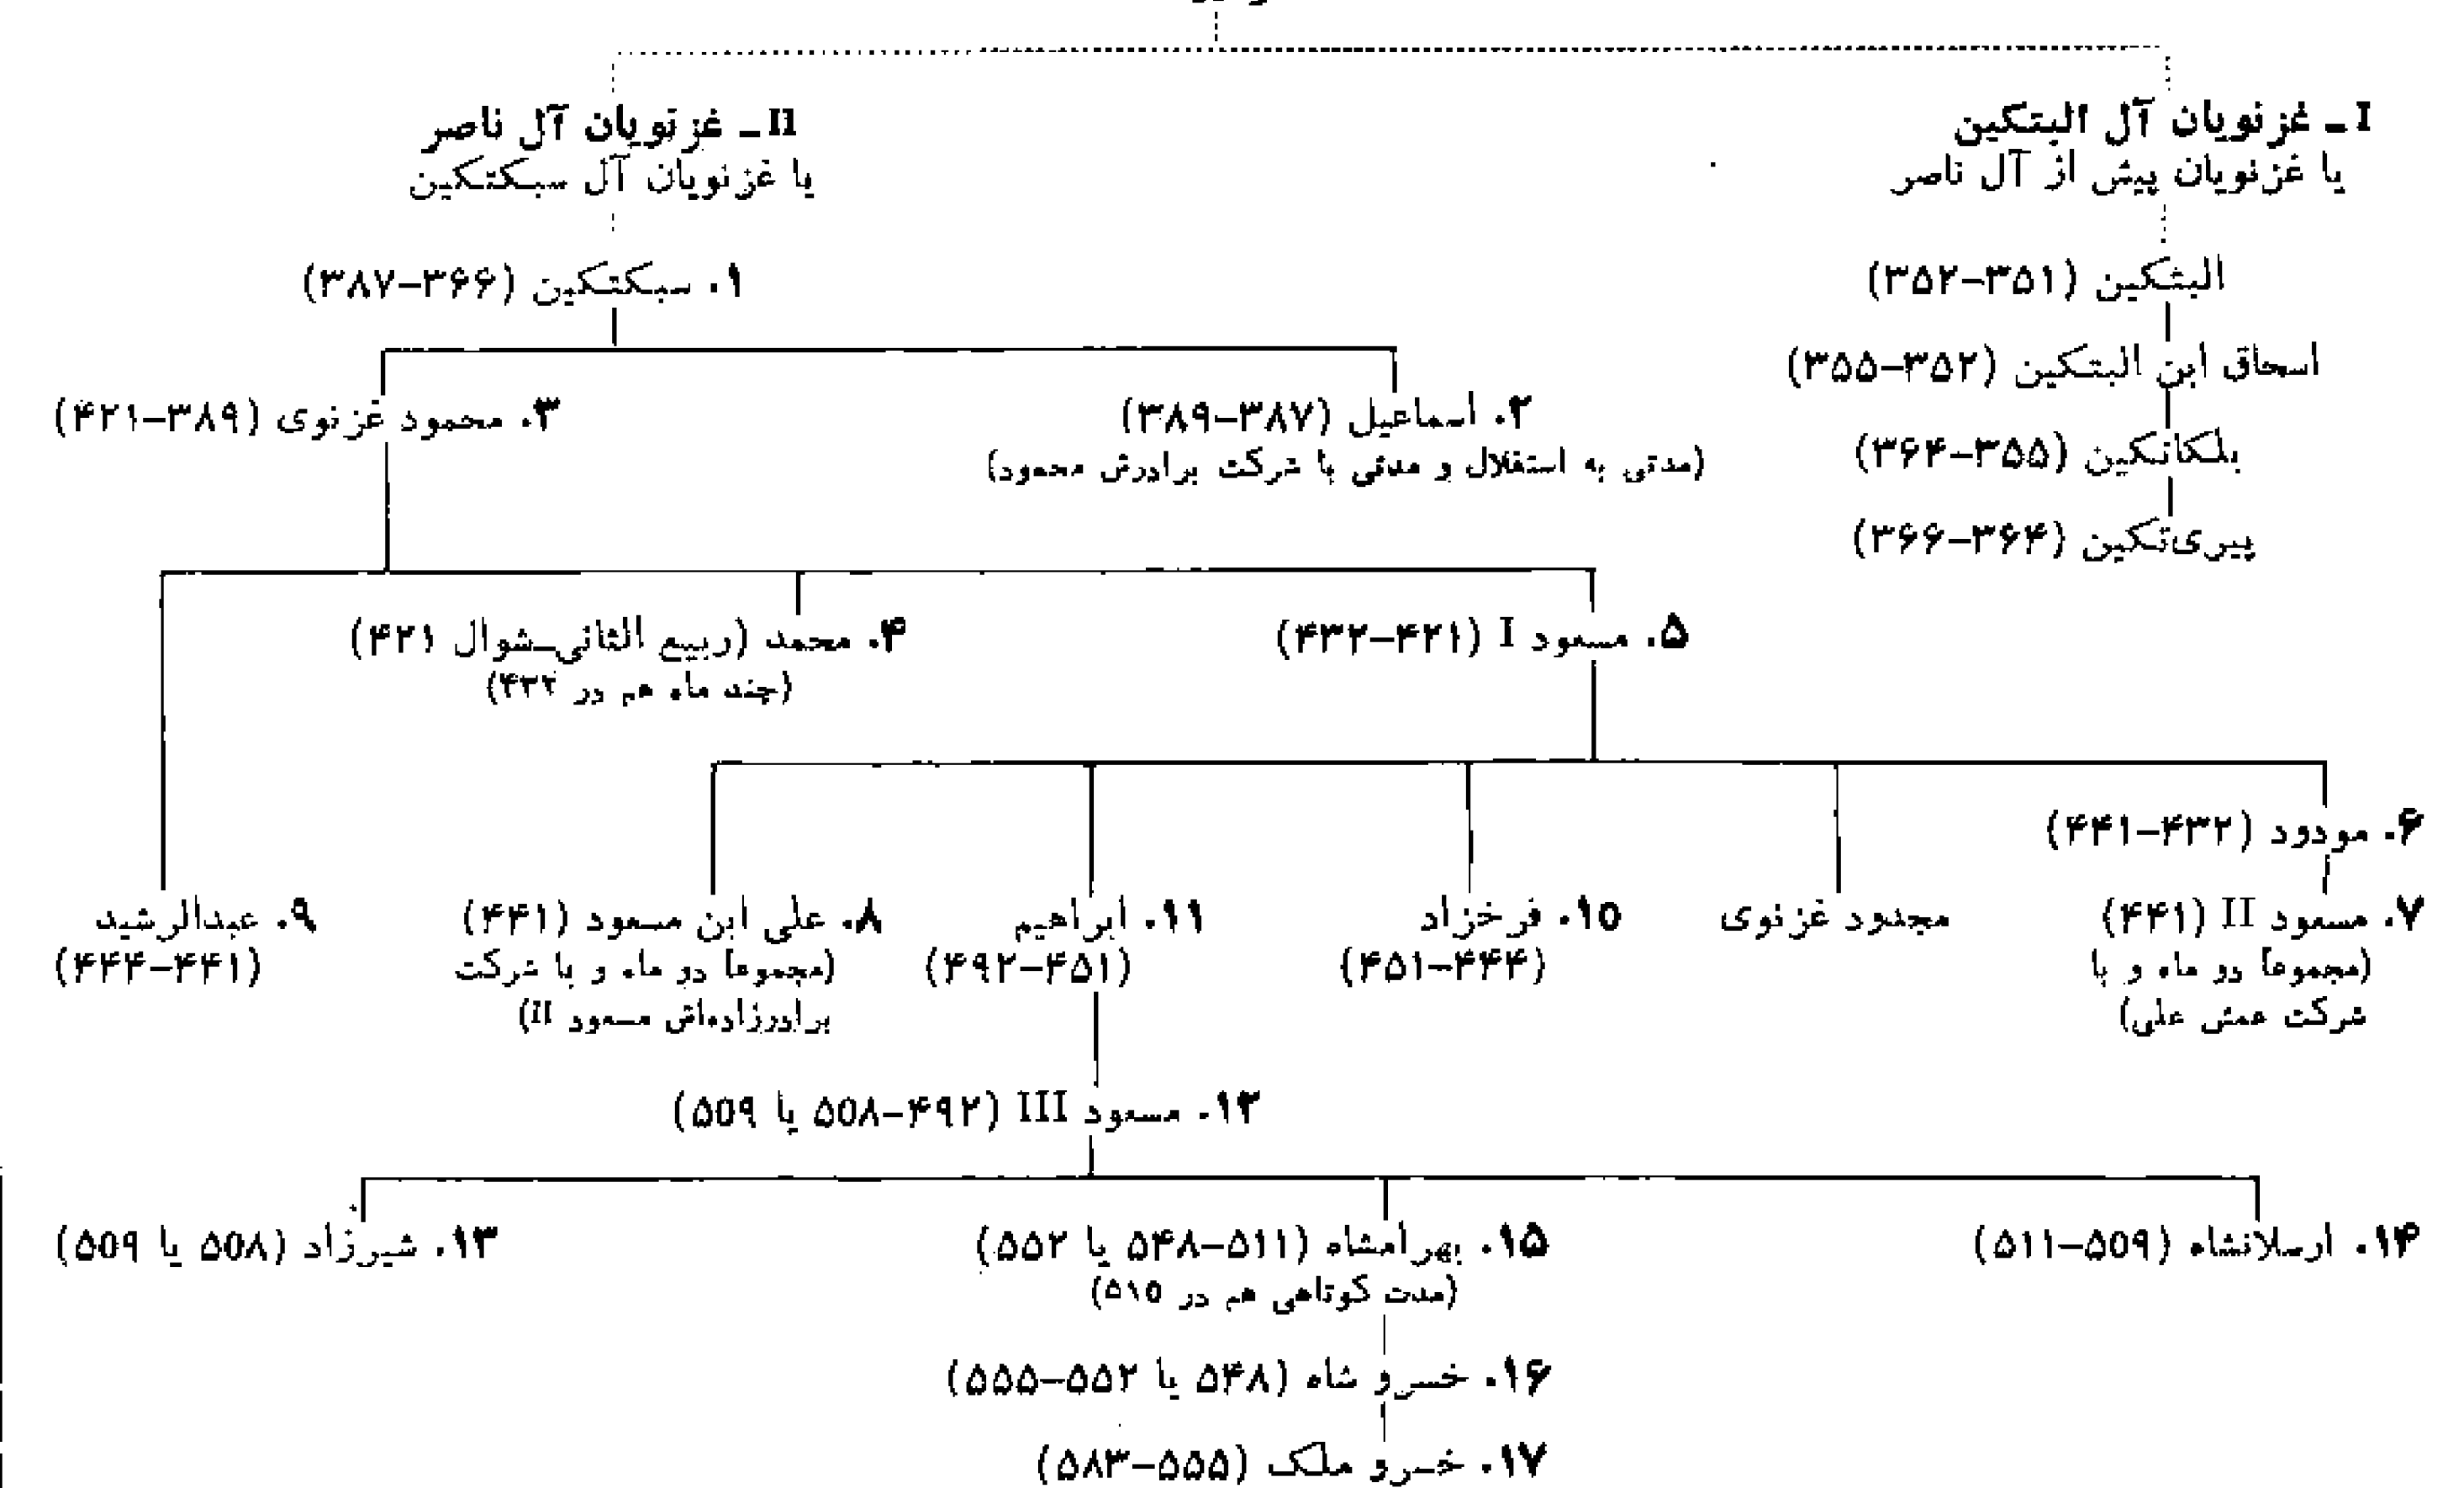 I ـ غزنویان آل البتکین
یا غزنویان پیش از آل ناصر
البتکین (۳۵۱–۳۵۲)
اسحاق ابن البتکین (۳۵۲–۳۵۵)
بلکاتکین (۳۵۵–۳۶۴)
پیری‌تکین (۳۶۴–۳۶۶)
II ـ غزنویان آل ناصر
یا غزنویان آل سبکتکین
۱. سبکتکین (۳۶۶–۳۸۷)
۲. اسماعیل (۳۸۷–۳۸۹)
(مدتی به استقلال و مدتی با شرکت برادرش محمود)
۳. محمود غزنوی (۳۸۹–۴۲۱)
۵. مسعود I (۴۲۱–۴۳۲)
۴. محمد (ربیع الثانی–شوال ۴۲۱)
(چند ماه هم در ۴۳۲)
۶. مودود (۴۳۲–۴۴۱)
۷. مسعود II (۴۴۱)
(مجموعاً دو ماه و با
شرکت عمش علی)
مجدود غزنوی
۱۰. فرخزاد
(۴۴۴–۴۵۱)
۱۱. ابراهیم
(۴۵۱–۴۹۲)
۸. علی ابن مسعود (۴۴۱)
(مجموعاً دو ماه و با شرکت
برادرزاده‌اش مسعود II)
۹. عبدالرشید
(۴۴۱–۴۴۴)
۱۲. مسعود III (۴۹۲–۵۰۸ یا ۵۰۹)
۱۴. ارسلانشاه (۵۰۹–۵۱۱)
۱۵. بهرامشاه (۵۱۱–۵۴۸ یا ۵۵۲)
(مدت کوتاهی هم در ۵۱۰)
۱۳. شیرزاد (۵۰۸ یا ۵۰۹)
۱۶. خسرو شاه (۵۴۸ یا ۵۵۲–۵۵۵)
۱۷. خسرو ملک (۵۵۵–۵۸۳)